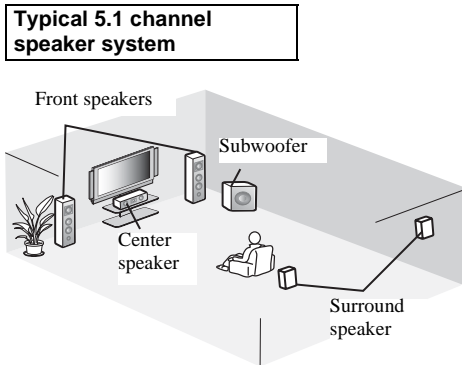 Typical 5.1 channel
speaker system
Front speakers
Subwoofer
Center
speaker
Surround
speaker